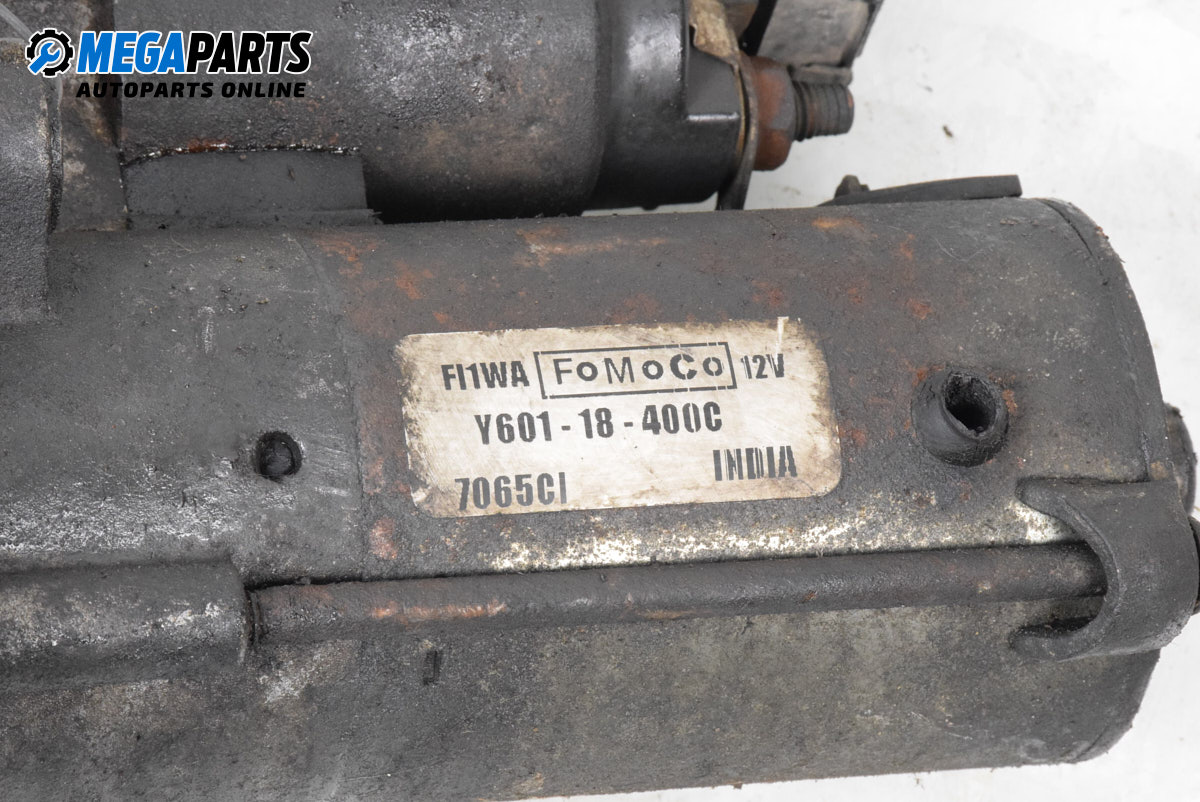 MEGAPARTS
AUTOPARTS ONLINE
FI1WA FoMoCo 12V
Y601-18-400C
INDIA
7065CI